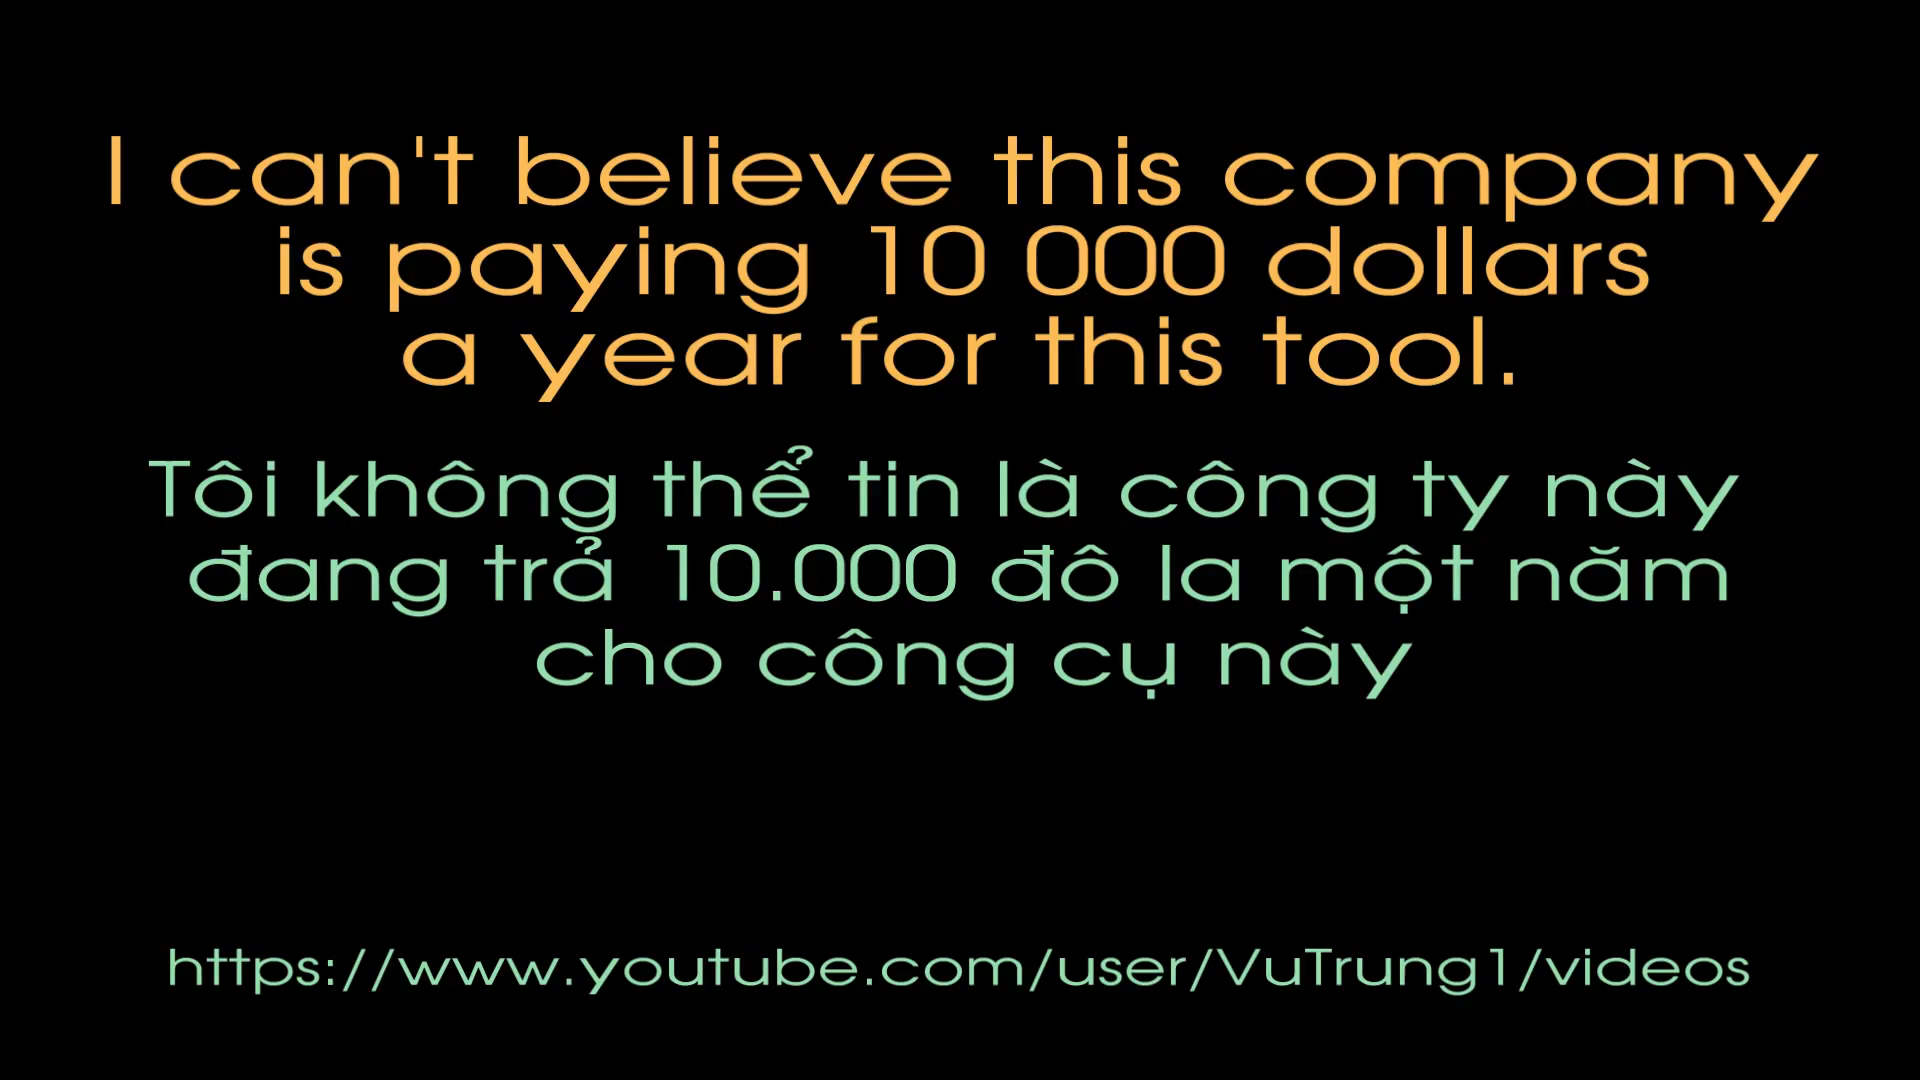 I can't believe this company
is paying 10 000 dollars
a year for this tool.
Tôi không thể tin là công ty này
đang trả 10.000 đô la một năm
cho công cụ này
https://www.youtube.com/user/VuTrung1/videos